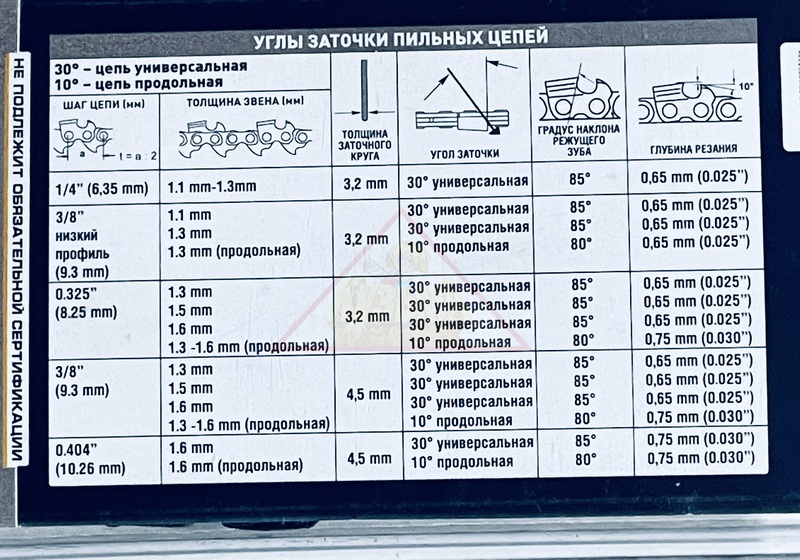 УГЛЫ ЗАТОЧКИ ПИЛЬНЫХ ЦЕПЕЙ
30° – цепь универсальная
10° – цепь продольная
ШАГ ЦЕПИ (мм)
ТОЛЩИНА ЗВЕНА (мм)
ТОЛЩИНА ЗАТОЧНОГО КРУГА
УГОЛ ЗАТОЧКИ
ГРАДУС НАКЛОНА РЕЖУЩЕГО ЗУБА
ГЛУБИНА РЕЗАНИЯ
a t = a : 2
10°
1/4” (6,35 mm) 1.1 mm-1.3mm 3,2 mm 30° универсальная 85° 0,65 mm (0.025”)
3/8” 1.1 mm 30° универсальная 85° 0,65 mm (0.025”)
низкий 1.3 mm 3,2 mm 30° универсальная 85° 0,65 mm (0.025”)
профиль 1.3 mm (продольная) 10° продольная 80° 0,65 mm (0.025”)
(9.3 mm)
0.325” 1.3 mm 30° универсальная 85° 0,65 mm (0.025”)
(8.25 mm) 1.5 mm 3,2 mm 30° универсальная 85° 0,65 mm (0.025”)
1.6 mm 30° универсальная 85° 0,65 mm (0.025”)
1.3 -1.6 mm (продольная) 10° продольная 80° 0,75 mm (0.030”)
3/8” 1.3 mm 30° универсальная 85° 0,65 mm (0.025”)
(9.3 mm) 1.5 mm 4,5 mm 30° универсальная 85° 0,65 mm (0.025”)
1.6 mm 30° универсальная 85° 0,65 mm (0.025”)
1.3 -1.6 mm (продольная) 10° продольная 80° 0,75 mm (0.030”)
0.404” 1.6 mm 4,5 mm 30° универсальная 85° 0,75 mm (0.030”)
(10.26 mm) 1.6 mm (продольная) 10° продольная 80° 0,75 mm (0.030”)
НЕ ПОДЛЕЖИТ ОБЯЗАТЕЛЬНОЙ СЕРТИФИКАЦИИ